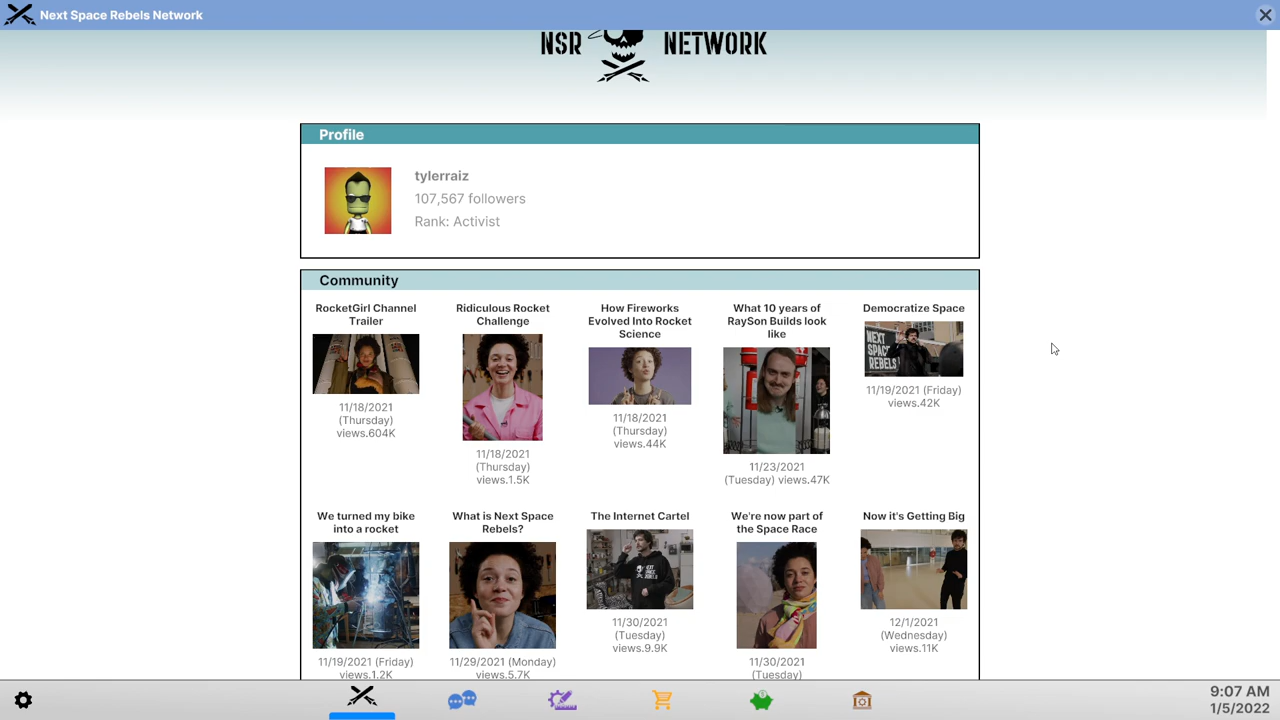 Next Space Rebels Network
NSR NETWORK
Profile
tylerraiz
107,567 followers
Rank: Activist
Community
RocketGirl Channel
Trailer
11/18/2021
(Thursday)
views.604K
Ridiculous Rocket
Challenge
11/18/2021
(Thursday)
views.1.5K
How Fireworks
Evolved Into Rocket
Science
11/18/2021
(Thursday)
views.44K
What 10 years of
RaySon Builds look
like
11/23/2021
(Tuesday) views.47K
Democratize Space
NEXT
SPACE
REBELS
11/19/2021 (Friday)
views.42K
We turned my bike
into a rocket
11/19/2021 (Friday)
views.1.2K
What is Next Space
Rebels?
11/29/2021 (Monday)
views.5.7K
The Internet Cartel
NEXT
SPACE
REBELS
11/30/2021
(Tuesday)
views.9.9K
We're now part of
the Space Race
11/30/2021
(Tuesday)
Now it's Getting Big
12/1/2021
(Wednesday)
views.11K
9:07 AM
1/5/2022